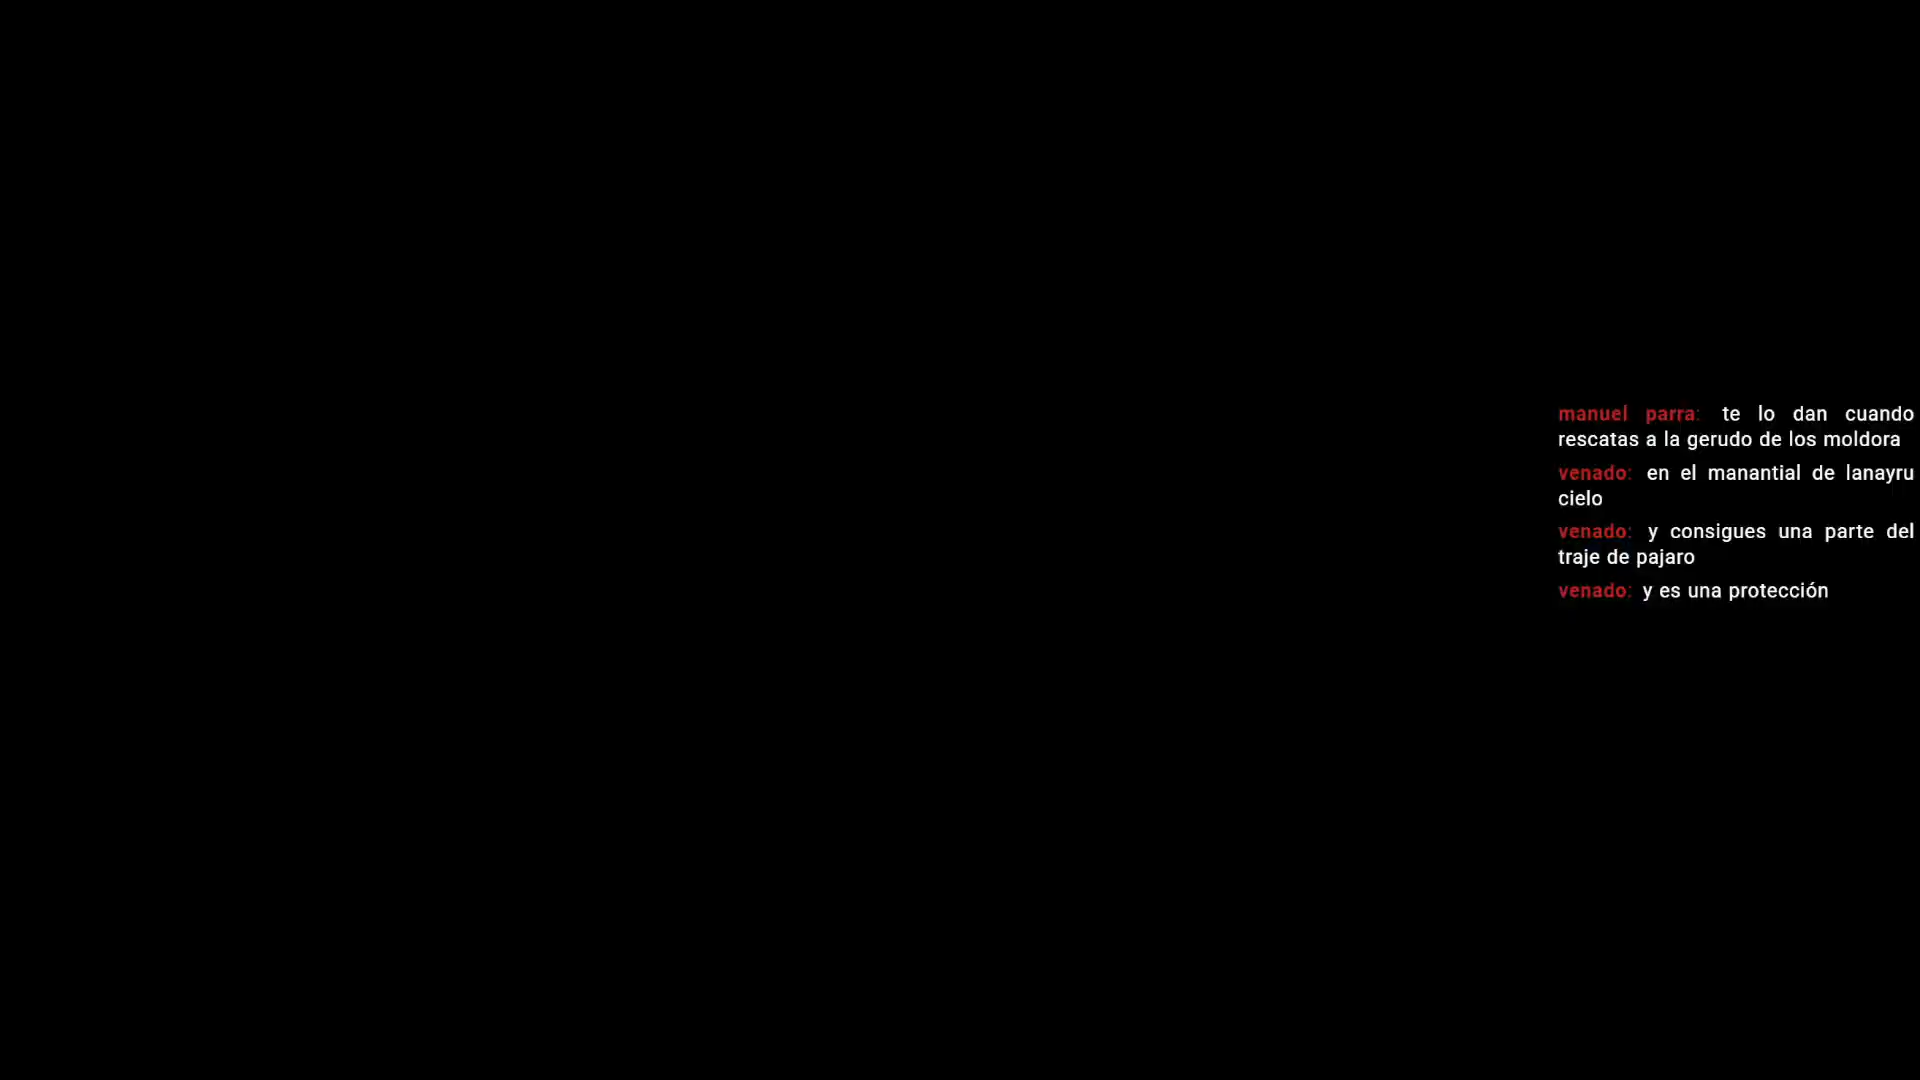 manuel parra: te lo dan cuando
rescatas a la gerudo de los moldora
venado: en el manantial de lanayru
cielo
venado: y consigues una parte del
traje de pajaro
venado: y es una protección